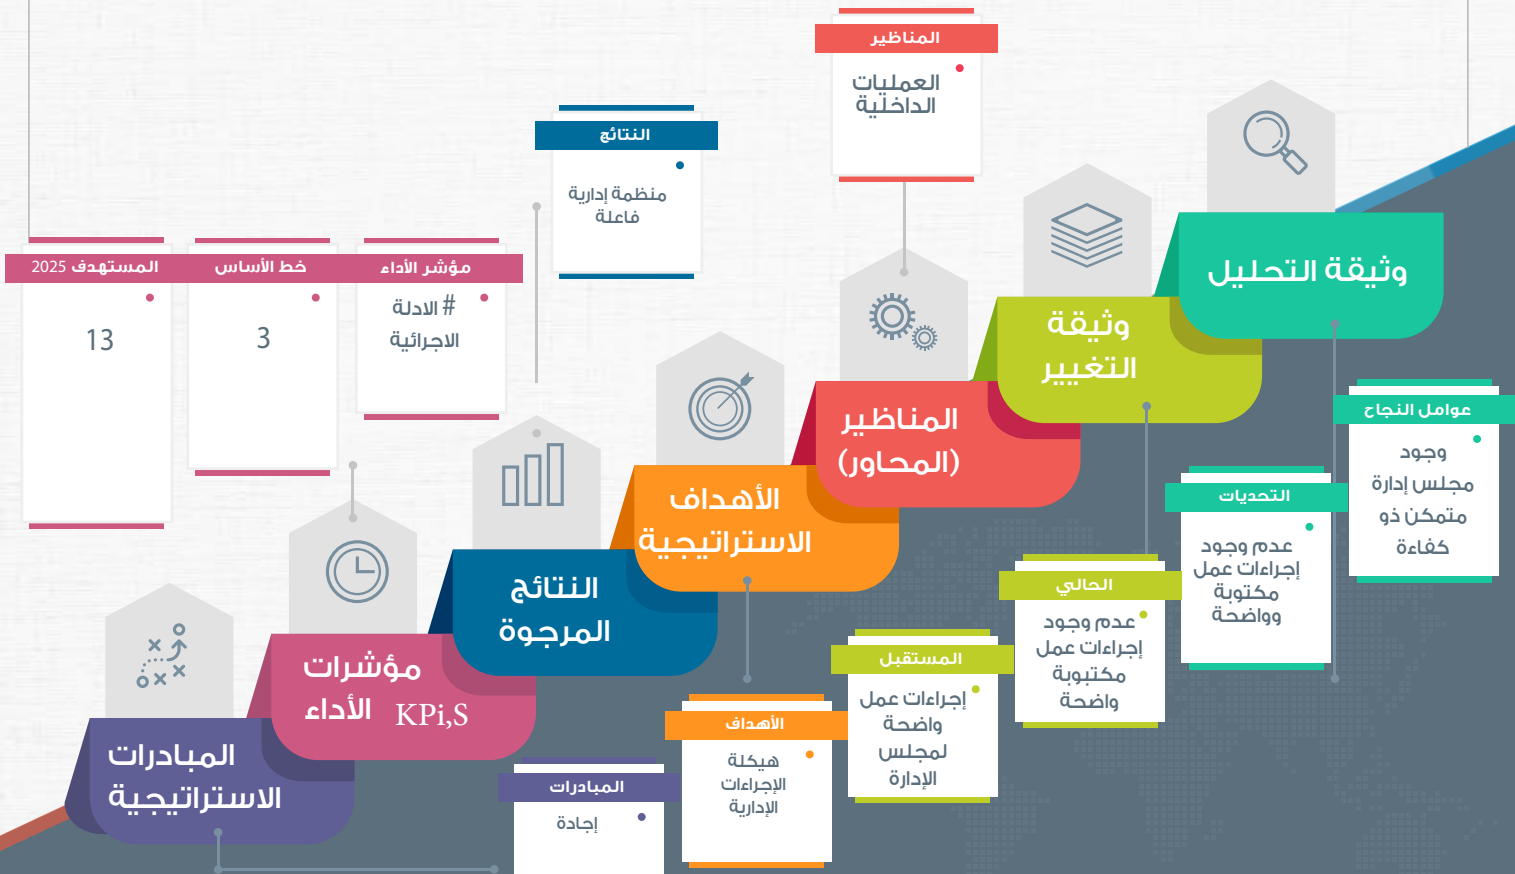 وثيقة التحليل
عوامل النجاح
وجود
مجلس إدارة
متمكن ذو
كفاءة
التحديات
عدم وجود
إجراءات عمل
مكتوبة
وواضحة
وثيقة
التغيير
الحالي
عدم وجود
إجراءات عمل
مكتبوبة
واضحة
المستقبل
إجراءات عمل
واضحة
لمجلس
الإدارة
المناظير
(المحاور)
المناظير
العمليات
الداخلية
الأهداف
الاستراتيجية
الأهداف
هيكلة
الإجراءات
الإدارية
النتائج
المرجوة
النتائج
منظمة إدارية
فاعلة
مؤشرات
الأداء KPi,S
مؤشر الأداء
# الادلة
الاجرائية
خط الأساس
3
المستهدف 2025
13
المبادرات
الاستراتيجية
المبادرات
إجادة